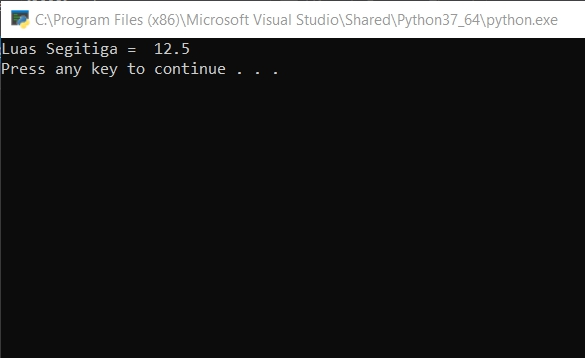 C:\Program Files (x86)\Microsoft Visual Studio\Shared\Python37_64\python.exe
Luas Segitiga =  12.5
Press any key to continue . . .